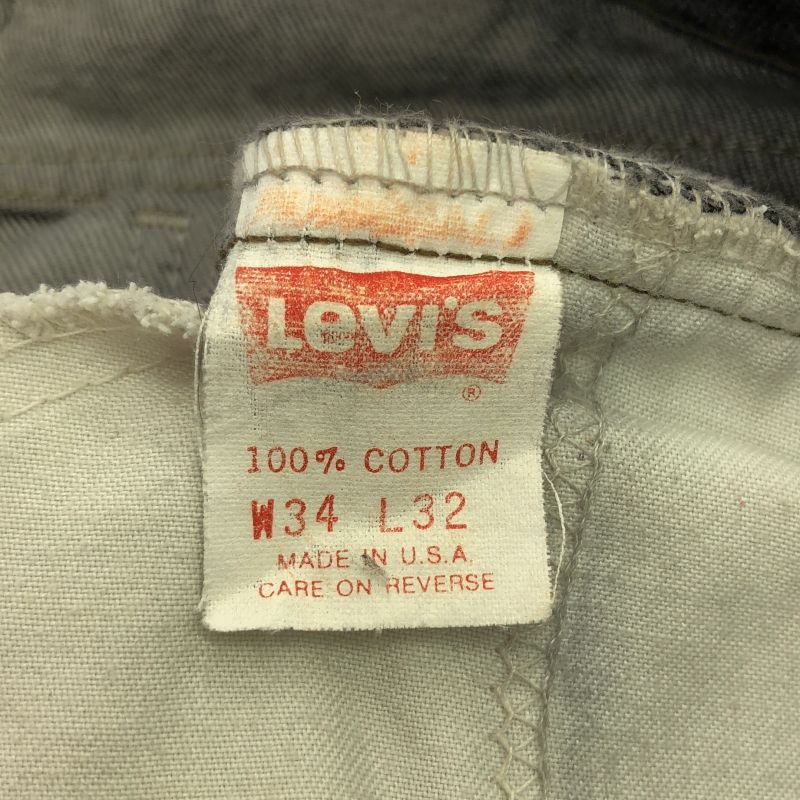 Levi's
®
100% COTTON
W34 L32
MADE IN U.S.A.
CARE ON REVERSE